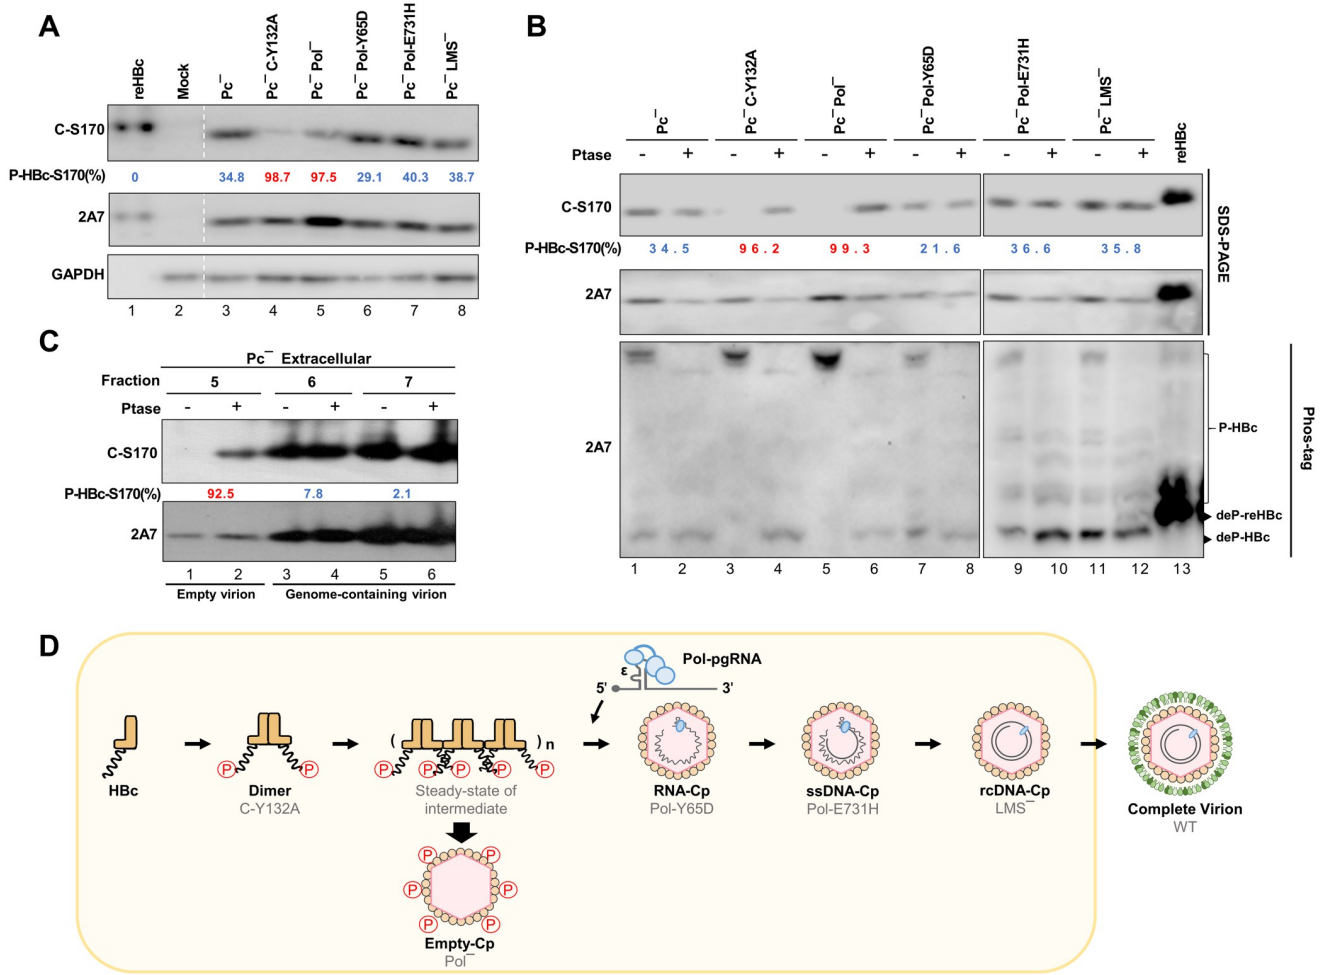 A
reHBc
Mock
Pc⁻
Pc⁻ C-Y132A
Pc⁻ Pol⁻
Pc⁻ Pol-Y65D
Pc⁻ Pol-E731H
Pc⁻ LMS⁻
C-S170
P-HBc-S170(%) 0 34.8 98.7 97.5 29.1 40.3 38.7
2A7
GAPDH
1 2 3 4 5 6 7 8
B
Pc⁻
Pc⁻ C-Y132A
Pc⁻ Pol⁻
Pc⁻ Pol-Y65D
Pc⁻ Pol-E731H
Pc⁻ LMS⁻
reHBc
Ptase - + - + - + - + - + - +
C-S170
P-HBc-S170(%) 34.5 96.2 99.3 21.6 36.6 35.8
2A7
SDS-PAGE
2A7
P-HBc
deP-reHBc
deP-HBc
Phos-tag
1 2 3 4 5 6 7 8 9 10 11 12 13
C
Pc⁻ Extracellular
Fraction 5 6 7
Ptase - + - + - +
C-S170
P-HBc-S170(%) 92.5 7.8 2.1
2A7
1 2 3 4 5 6
Empty virion Genome-containing virion
D
Pol-pgRNA
ε
5' 3'
( )n
P P P P P P P
HBc
Dimer
C-Y132A
Steady-state of
intermediate
RNA-Cp
Pol-Y65D
ssDNA-Cp
Pol-E731H
rcDNA-Cp
LMS⁻
Complete Virion
WT
P P
P P
P P
Empty-Cp
Pol⁻